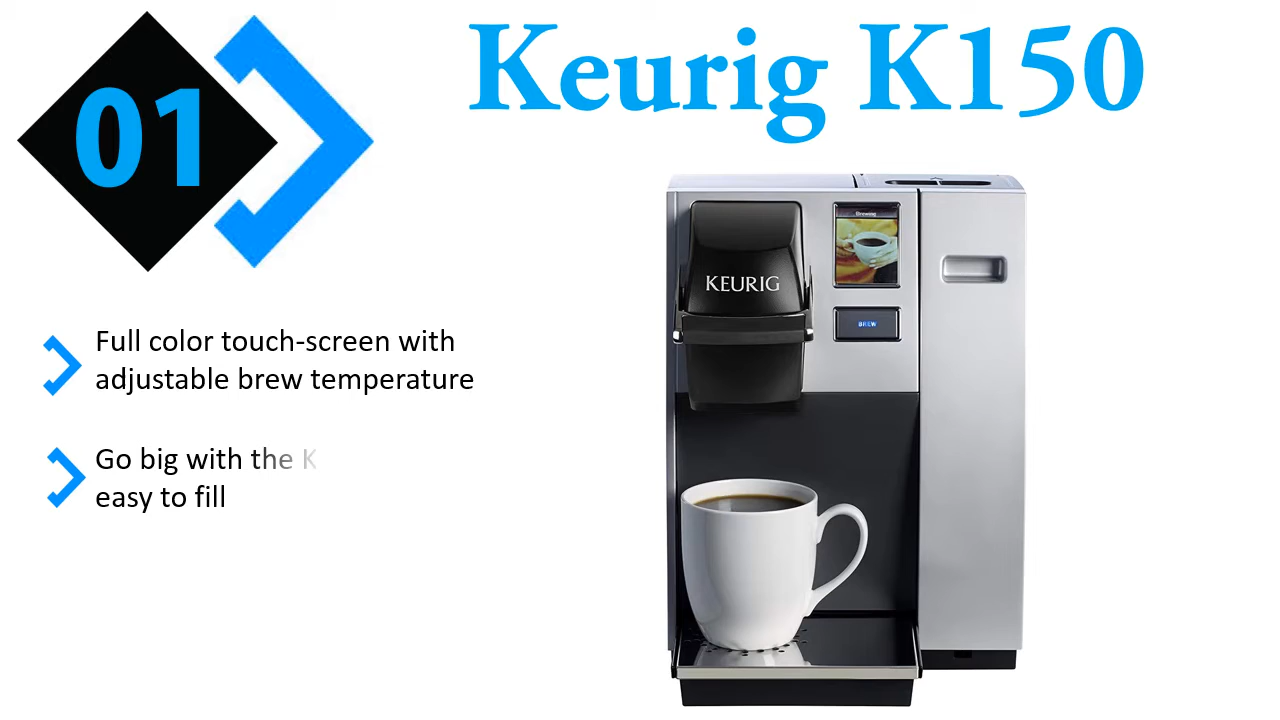 01
Keurig K150
Full color touch-screen with
adjustable brew temperature
Go big with the K
easy to fill
Brewing
KEURIG
BREW